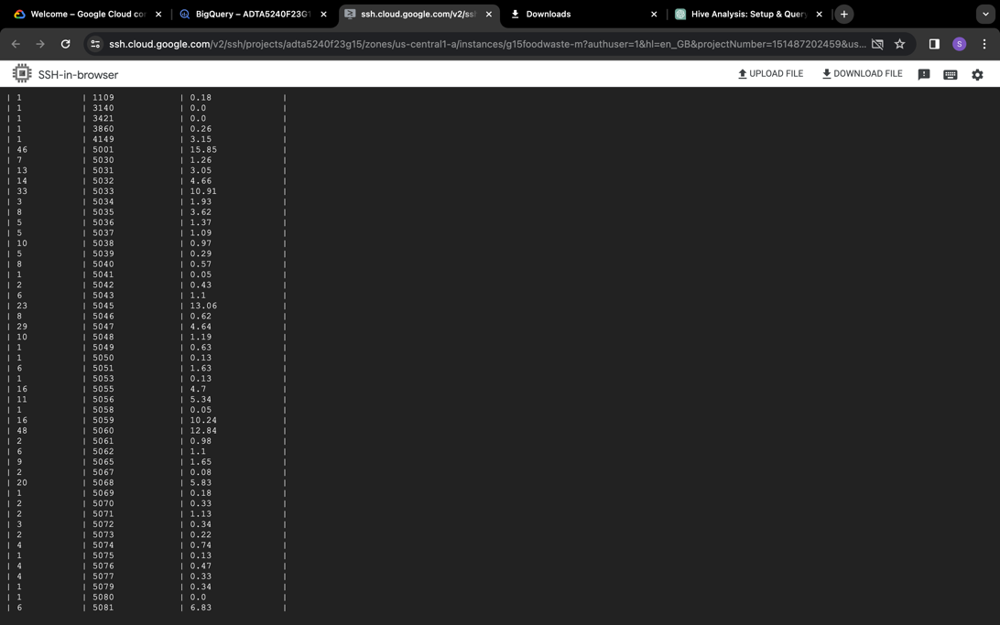 Welcome – Google Cloud co
BigQuery – ADTA5240F23G1
ssh.cloud.google.com/v2/ss
Downloads
Hive Analysis: Setup & Quer
ssh.cloud.google.com/v2/ssh/projects/adta5240f23g15/zones/us-central1-a/instances/g15foodwaste-m?authuser=1&hl=en_GB&projectNumber=151487202459&us...
S
SSH-in-browser
UPLOAD FILE
DOWNLOAD FILE
| 1 | 1109 | 0.18 |
| 1 | 3140 | 0.0 |
| 1 | 3421 | 0.0 |
| 1 | 3860 | 0.26 |
| 1 | 4149 | 3.15 |
| 46 | 5001 | 15.85 |
| 7 | 5030 | 1.26 |
| 13 | 5031 | 3.05 |
| 14 | 5032 | 4.66 |
| 33 | 5033 | 10.91 |
| 3 | 5034 | 1.93 |
| 8 | 5035 | 3.62 |
| 5 | 5036 | 1.37 |
| 5 | 5037 | 1.09 |
| 10 | 5038 | 0.97 |
| 5 | 5039 | 0.29 |
| 8 | 5040 | 0.57 |
| 1 | 5041 | 0.05 |
| 2 | 5042 | 0.43 |
| 6 | 5043 | 1.1 |
| 23 | 5045 | 13.06 |
| 8 | 5046 | 0.62 |
| 29 | 5047 | 4.64 |
| 10 | 5048 | 1.19 |
| 1 | 5049 | 0.63 |
| 1 | 5050 | 0.13 |
| 6 | 5051 | 1.63 |
| 1 | 5053 | 0.13 |
| 16 | 5055 | 4.7 |
| 11 | 5056 | 5.34 |
| 1 | 5058 | 0.05 |
| 16 | 5059 | 10.24 |
| 48 | 5060 | 12.84 |
| 2 | 5061 | 0.98 |
| 6 | 5062 | 1.1 |
| 9 | 5065 | 1.65 |
| 2 | 5067 | 0.08 |
| 20 | 5068 | 5.83 |
| 1 | 5069 | 0.18 |
| 2 | 5070 | 0.33 |
| 2 | 5071 | 1.13 |
| 3 | 5072 | 0.34 |
| 2 | 5073 | 0.22 |
| 4 | 5074 | 0.74 |
| 1 | 5075 | 0.13 |
| 4 | 5076 | 0.47 |
| 4 | 5077 | 0.33 |
| 1 | 5079 | 0.34 |
| 1 | 5080 | 0.0 |
| 6 | 5081 | 6.83 |